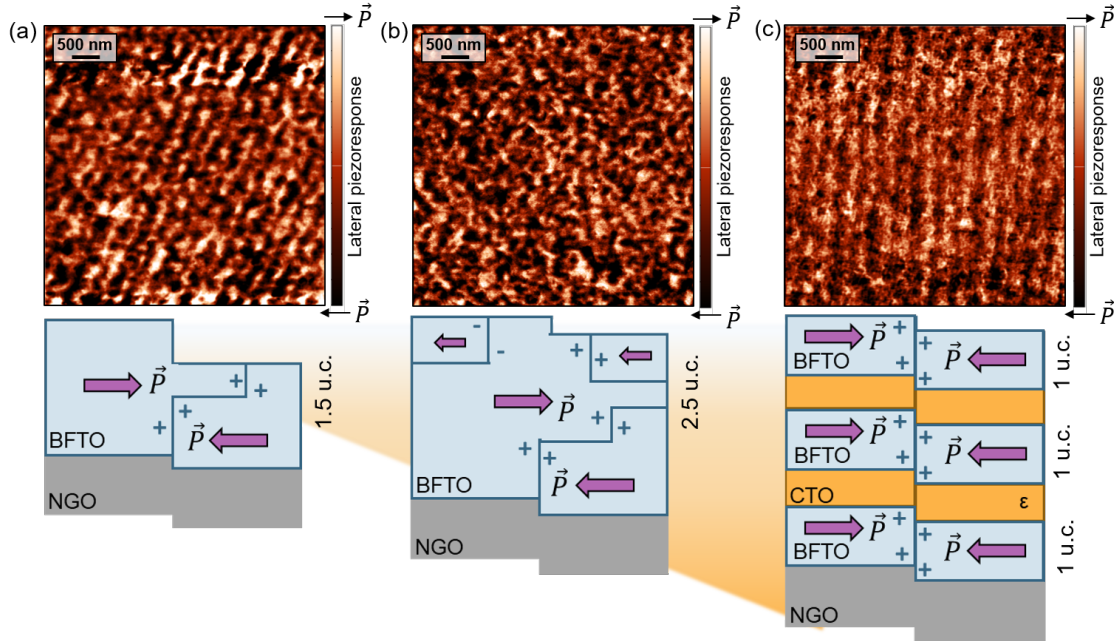 (a)
500 nm
P⃗
Lateral piezoresponse
P⃗
(b)
500 nm
P⃗
Lateral piezoresponse
P⃗
(c)
500 nm
P⃗
Lateral piezoresponse
P⃗
P⃗
+
+
+
+
P⃗
BFTO
NGO
1.5 u.c.
-
-
+
+
P⃗
+
+
+
+
P⃗
BFTO
NGO
2.5 u.c.
P⃗
+
+
BFTO
+
+
P⃗
1 u.c.
P⃗
+
+
BFTO
+
+
P⃗
1 u.c.
CTO
ε
P⃗
+
+
BFTO
+
+
P⃗
1 u.c.
NGO